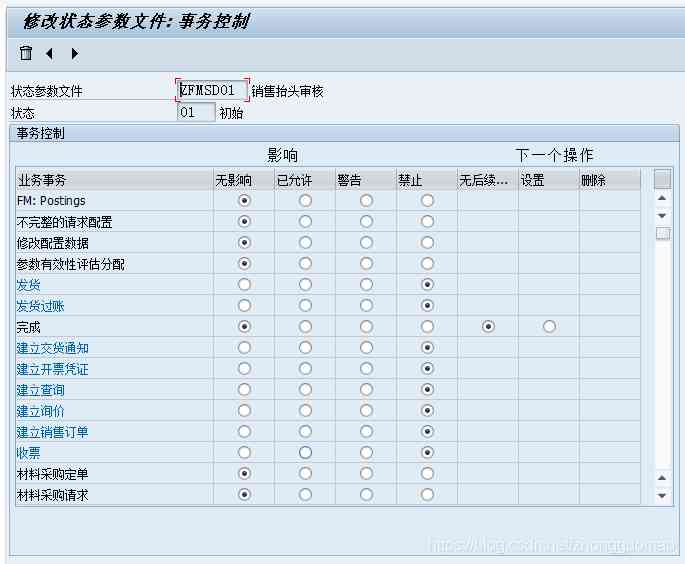 修改状态参数文件: 事务控制
状态参数文件 ZFMSD01 销售抬头审核
状态 01 初始
事务控制
影响 下一个操作
业务事务 无影响 已允许 警告 禁止 无后续... 设置 删除
FM: Postings
不完整的请求配置
修改配置数据
参数有效性评估分配
发货
发货过账
完成
建立交货通知
建立开票凭证
建立查询
建立询价
建立销售订单
收票
材料采购定单
材料采购请求